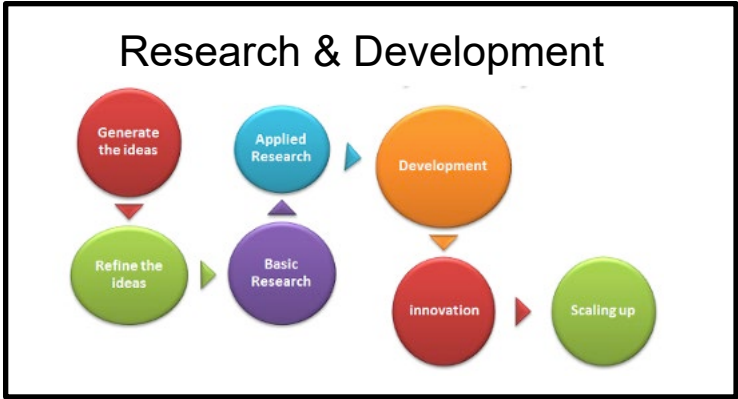 Research & Development
Generate
the ideas
Refine the
ideas
Basic
Research
Applied
Research
Development
innovation
Scaling up